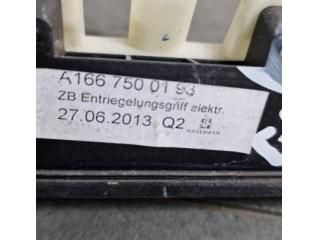 A166 750 01 93
ZB Entriegelungsgriff elektr.
27.06.2013 Q2